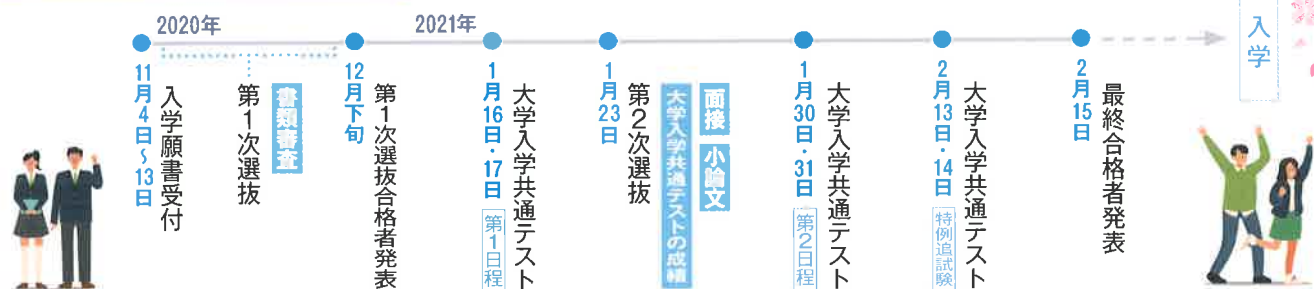 2020年
2021年
11月4日～13日
入学願書受付
第1次選抜
書類審査
12月下旬
第1次選抜合格者発表
1月16日・17日
大学入学共通テスト
第1日程
1月23日
第2次選抜
大学入学共通テストの成績
面接
小論文
1月30日・31日
大学入学共通テスト
第2日程
2月13日・14日
大学入学共通テスト
特例追試験
2月15日
最終合格者発表
入学